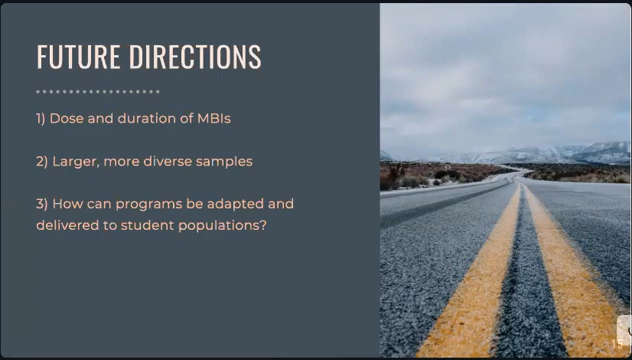 FUTURE DIRECTIONS
1) Dose and duration of MBIs
2) Larger, more diverse samples
3) How can programs be adapted and
delivered to student populations?
15